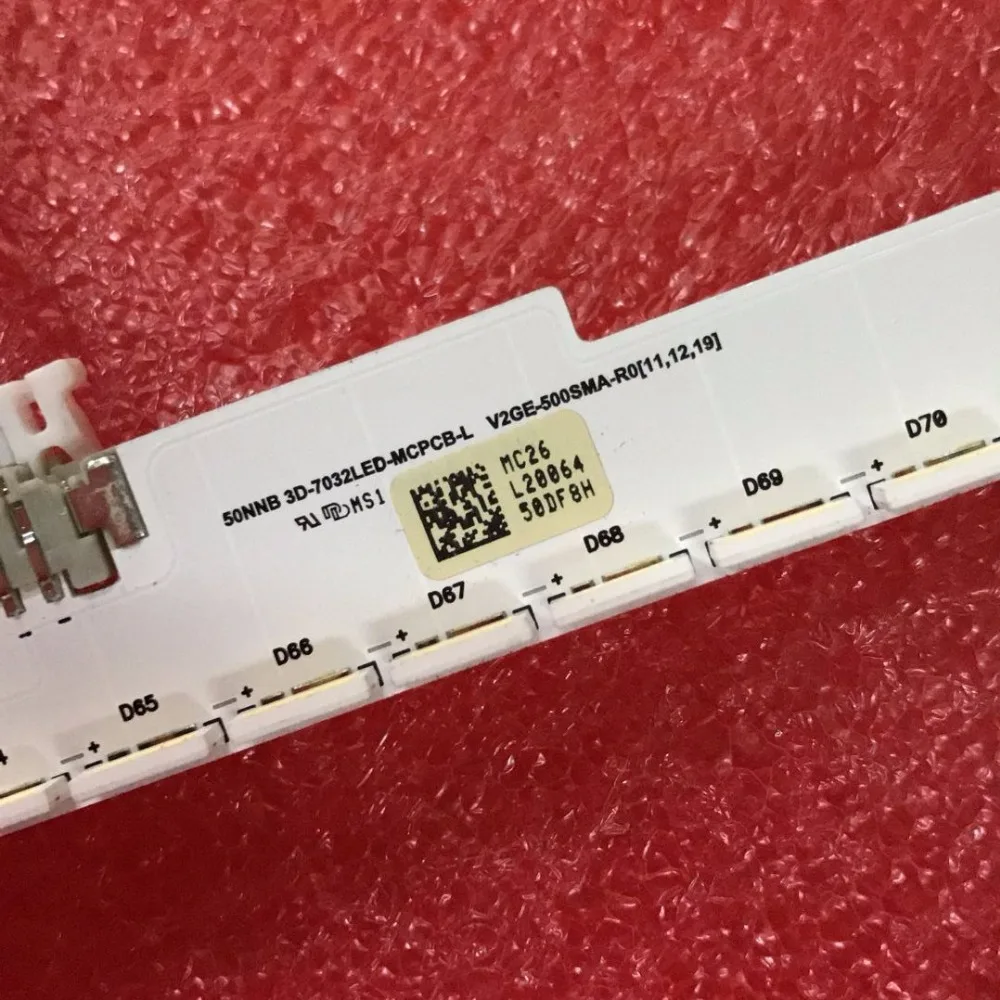 50NNB 3D-7032LED-MCPCB-L V2GE-500SMA-R0[11,12,19]
MS1
MC26
L20064
50DF8H
D65
D66
D67
D68
D69
D70